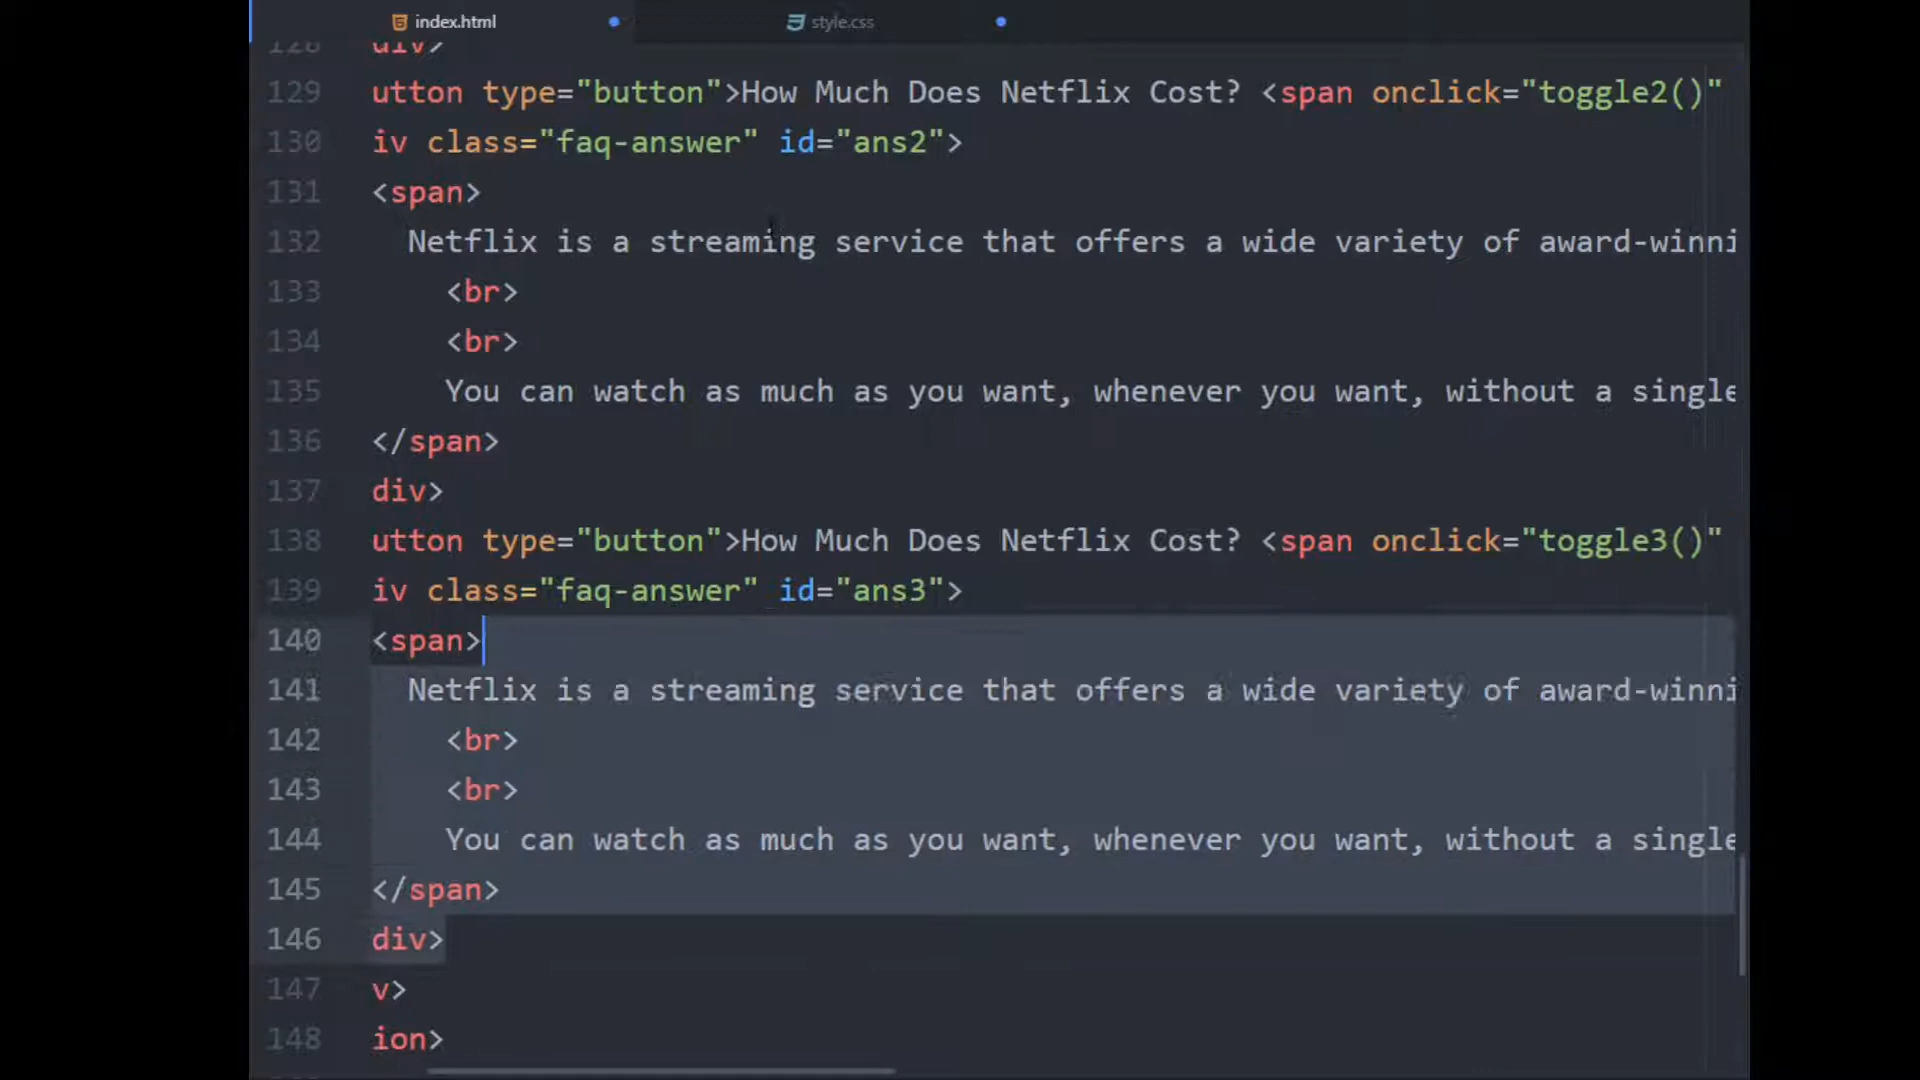 index.html
style.css
128 div>
129 utton type="button">How Much Does Netflix Cost? <span onclick="toggle2()"
130 iv class="faq-answer" id="ans2">
131 <span>
132 Netflix is a streaming service that offers a wide variety of award-winni
133 <br>
134 <br>
135 You can watch as much as you want, whenever you want, without a single
136 </span>
137 div>
138 utton type="button">How Much Does Netflix Cost? <span onclick="toggle3()"
139 iv class="faq-answer" id="ans3">
140 <span>
141 Netflix is a streaming service that offers a wide variety of award-winni
142 <br>
143 <br>
144 You can watch as much as you want, whenever you want, without a single
145 </span>
146 div>
147 v>
148 ion>